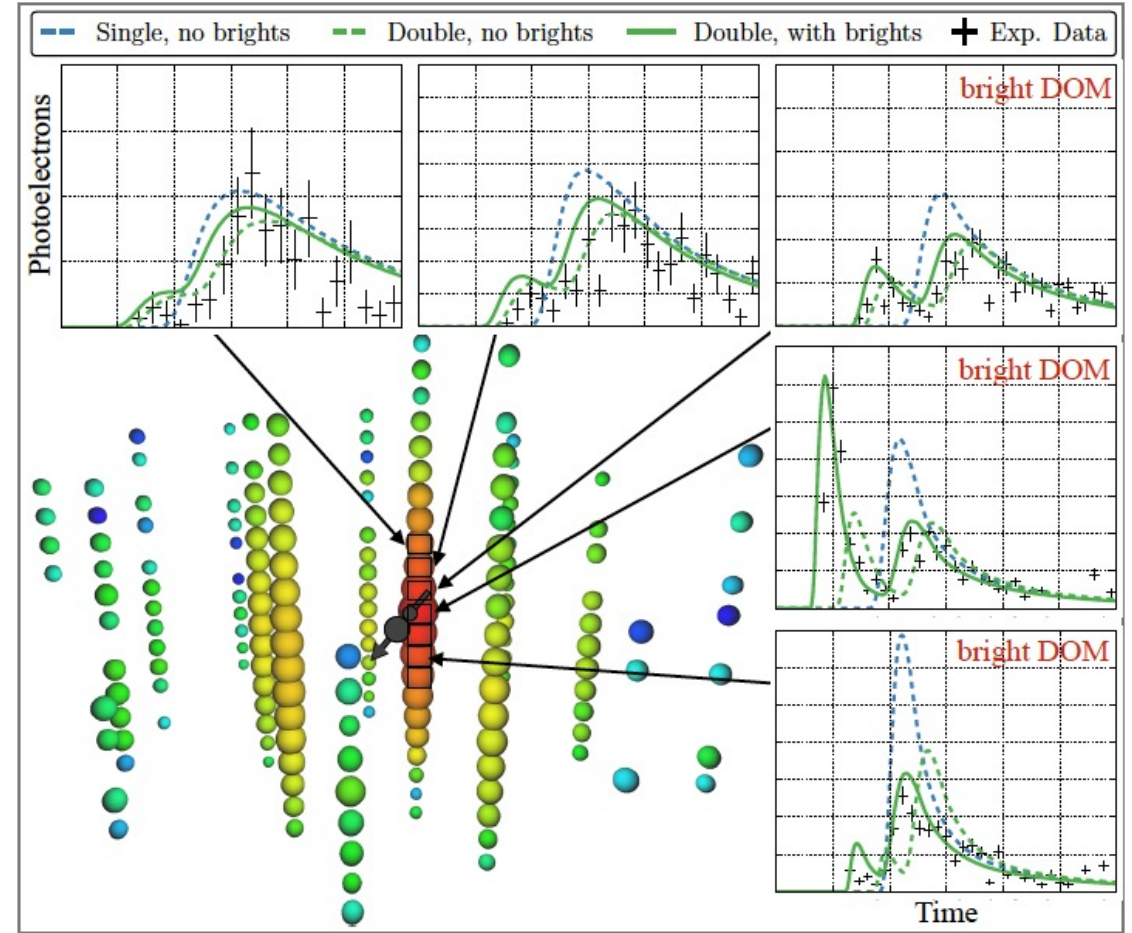 Single, no brights Double, no brights Double, with brights Exp. Data
Photoelectrons
bright DOM
bright DOM
bright DOM
Time